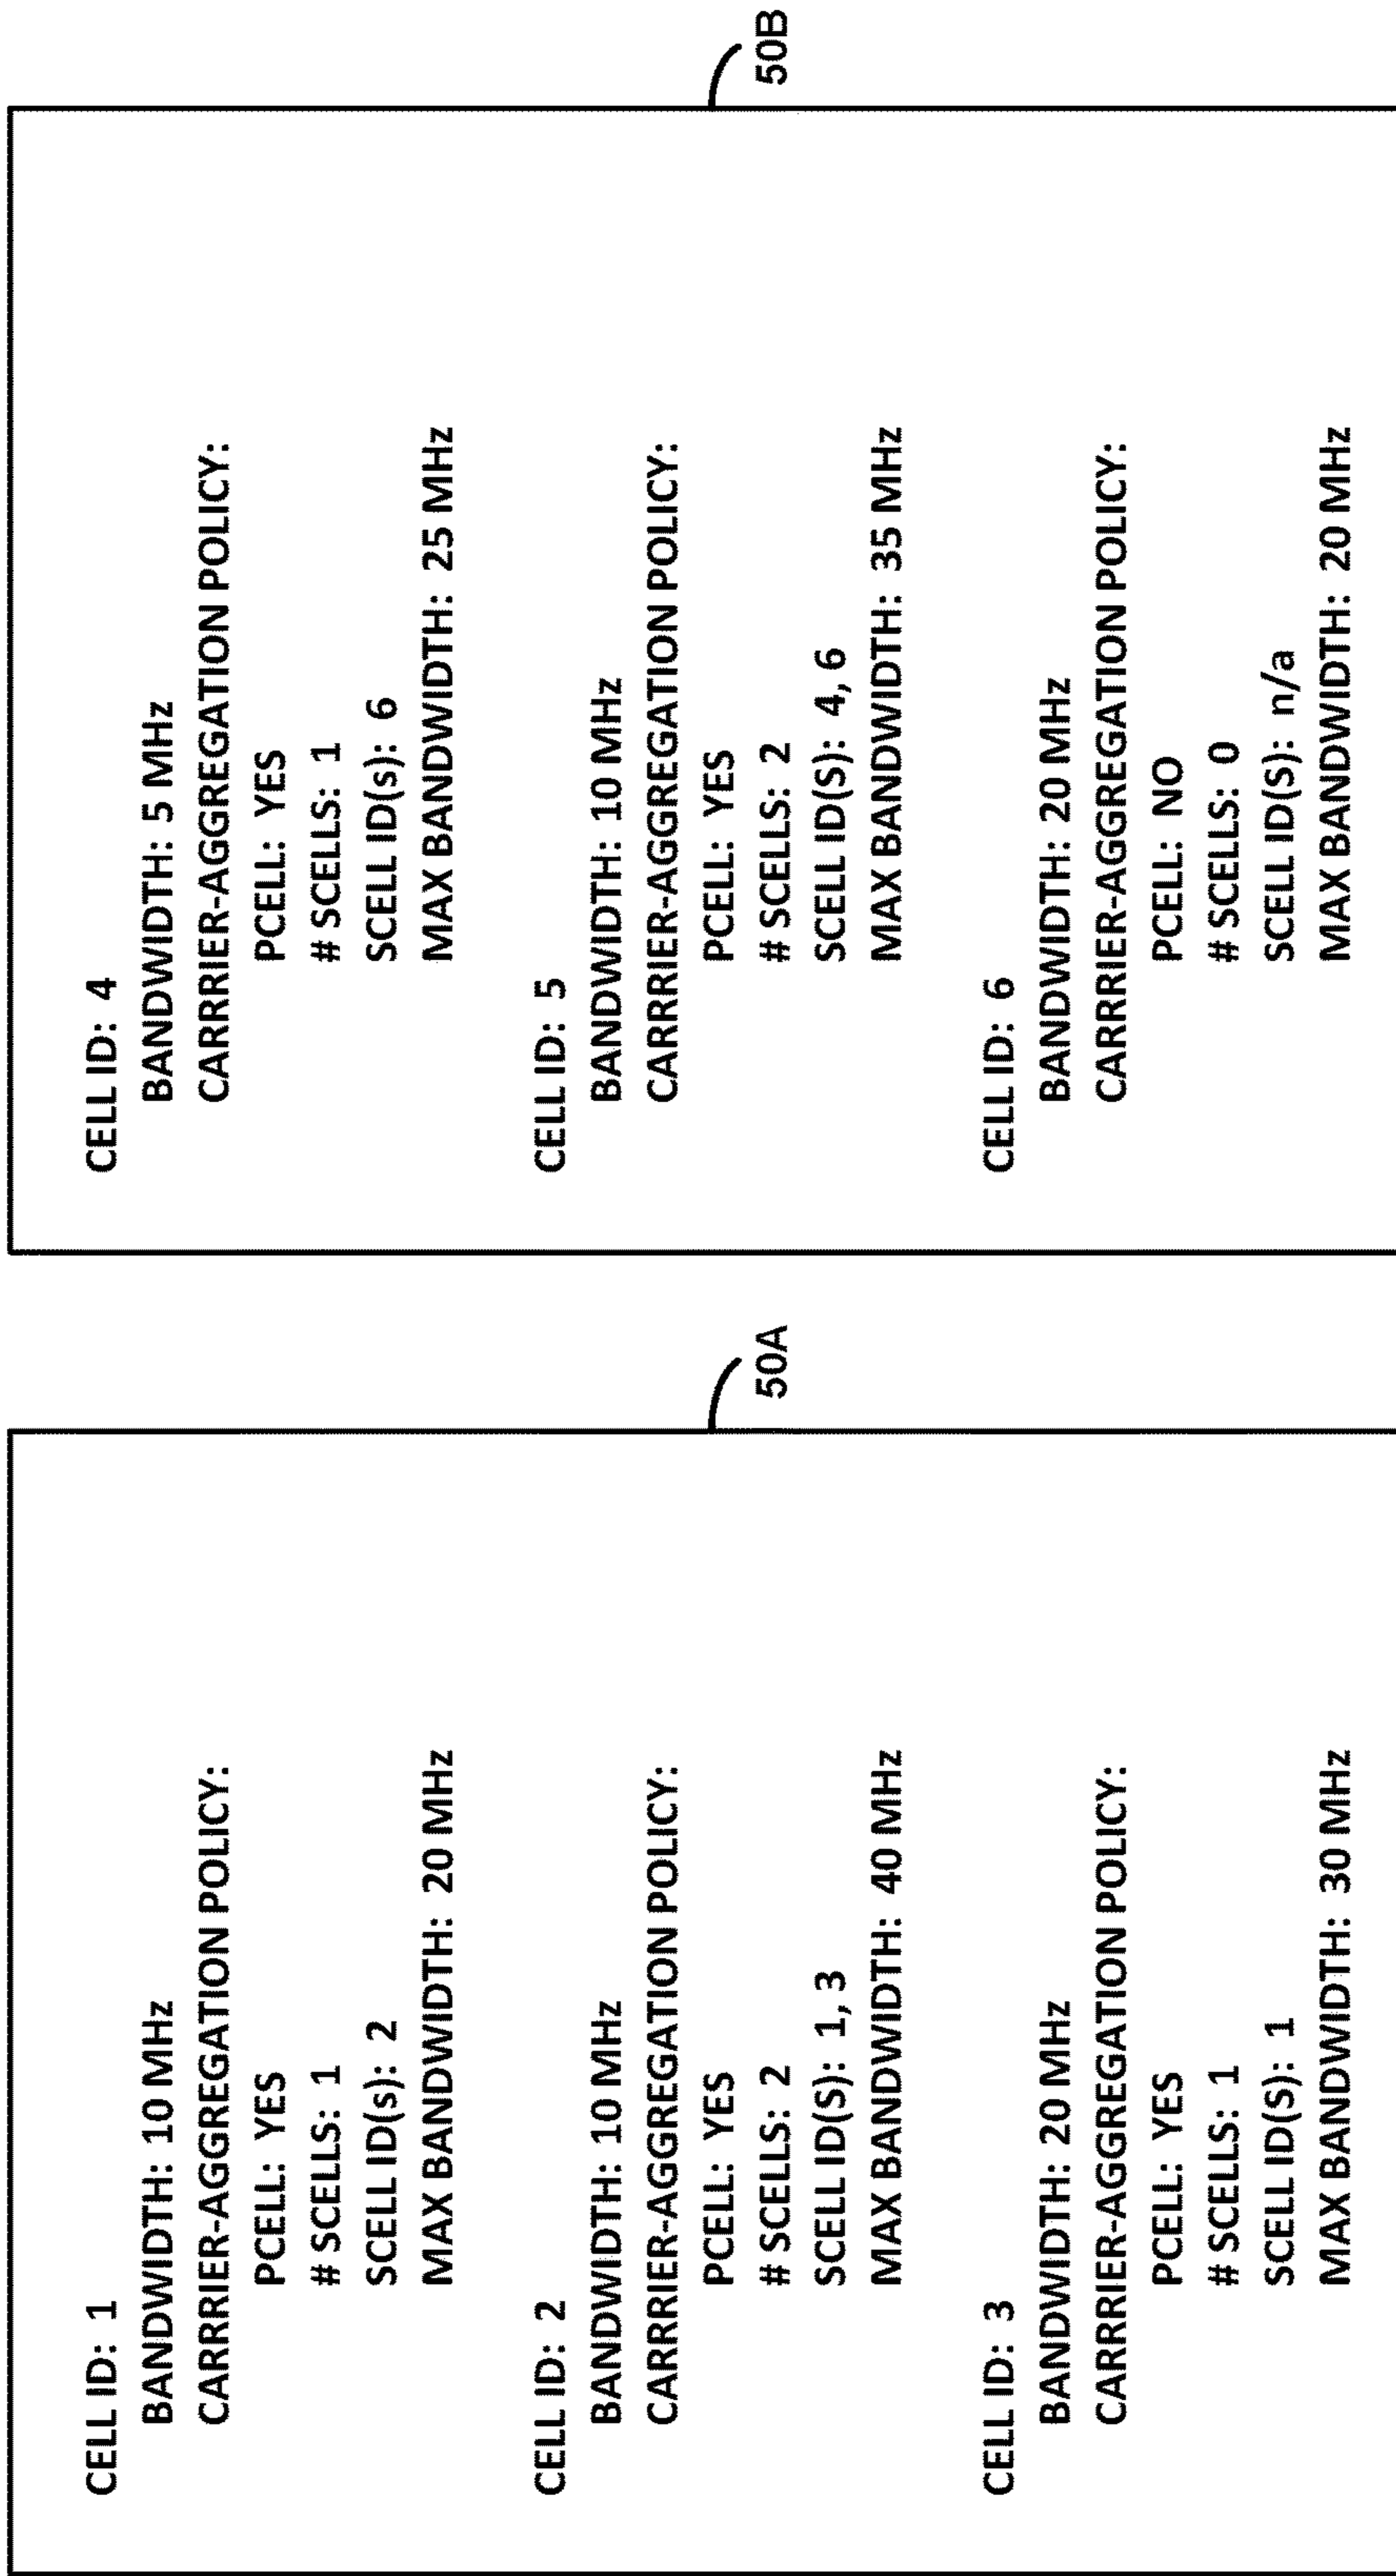 CELL ID: 1
BANDWIDTH: 10 MHz
CARRRIER-AGGREGATION POLICY:
PCELL: YES
# SCELLS: 1
SCELL ID(s): 2
MAX BANDWIDTH: 20 MHz
CELL ID: 2
BANDWIDTH: 10 MHz
CARRRIER-AGGREGATION POLICY:
PCELL: YES
# SCELLS: 2
SCELL ID(S): 1, 3
MAX BANDWIDTH: 40 MHz
CELL ID: 3
BANDWIDTH: 20 MHz
CARRRIER-AGGREGATION POLICY:
PCELL: YES
# SCELLS: 1
SCELL ID(S): 1
MAX BANDWIDTH: 30 MHz
50A
CELL ID: 4
BANDWIDTH: 5 MHz
CARRRIER-AGGREGATION POLICY:
PCELL: YES
# SCELLS: 1
SCELL ID(s): 6
MAX BANDWIDTH: 25 MHz
CELL ID: 5
BANDWIDTH: 10 MHz
CARRRIER-AGGREGATION POLICY:
PCELL: YES
# SCELLS: 2
SCELL ID(S): 4, 6
MAX BANDWIDTH: 35 MHz
CELL ID: 6
BANDWIDTH: 20 MHz
CARRRIER-AGGREGATION POLICY:
PCELL: NO
# SCELLS: 0
SCELL ID(S): n/a
MAX BANDWIDTH: 20 MHz
50B